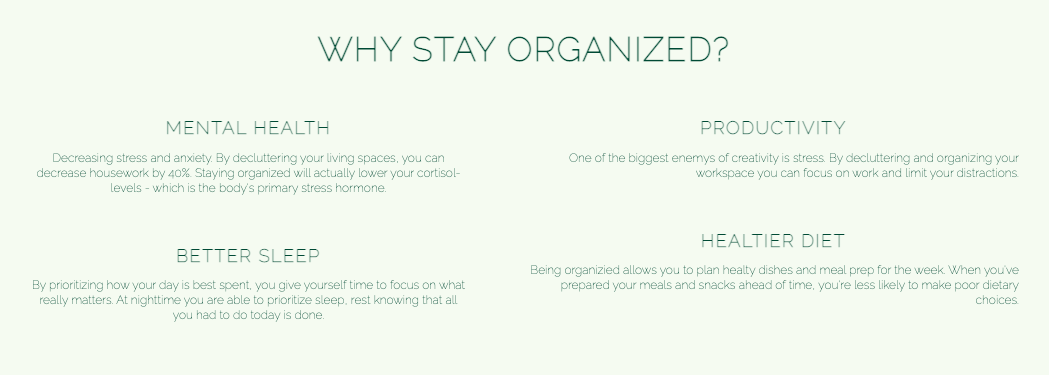 WHY STAY ORGANIZED?
MENTAL HEALTH
Decreasing stress and anxiety. By decluttering your living spaces, you can
decrease housework by 40%. Staying organized will actually lower your cortisol-
levels - which is the body's primary stress hormone.
BETTER SLEEP
By prioritizing how your day is best spent, you give yourself time to focus on what
really matters. At nighttime you are able to prioritize sleep, rest knowing that all
you had to do today is done.
PRODUCTIVITY
One of the biggest enemys of creativity is stress. By decluttering and organizing your
workspace you can focus on work and limit your distractions.
HEALTIER DIET
Being organizied allows you to plan healty dishes and meal prep for the week. When you've
prepared your meals and snacks ahead of time, you're less likely to make poor dietary
choices.